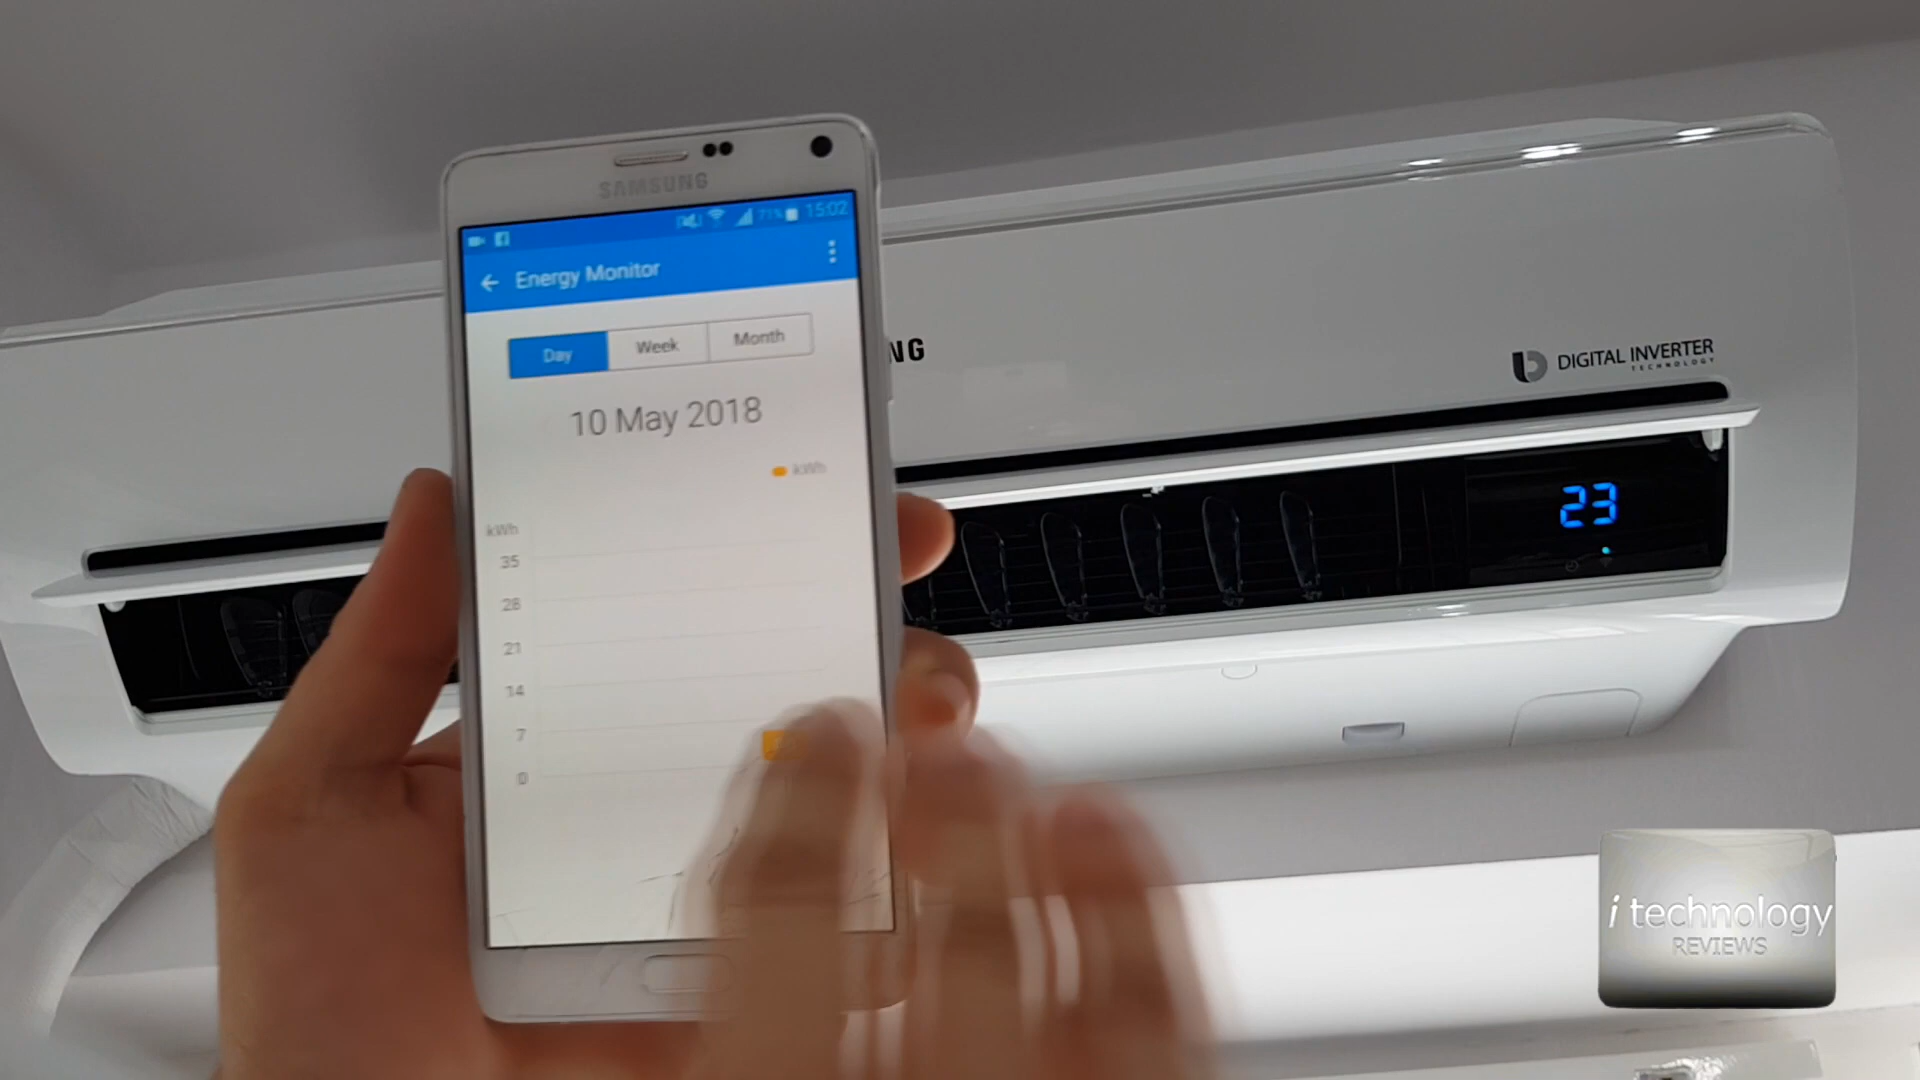 SAMSUNG
71% 15:02
Energy Monitor
Day Week Month
10 May 2018
kWh
kWh
35
28
21
14
7
0
NG
DIGITAL INVERTER
TECHNOLOGY
23
i technology
REVIEWS